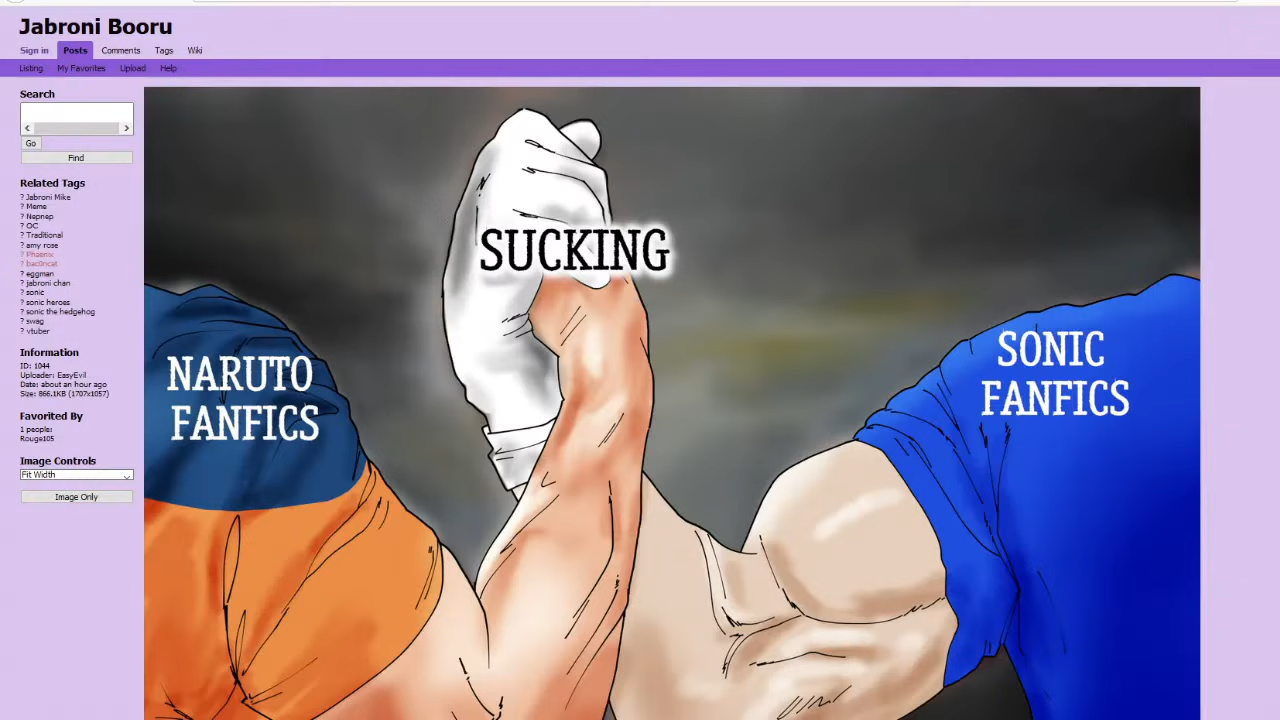 Jabroni Booru
Sign in Posts Comments Tags Wiki
Listing My Favorites Upload Help
Search
Go
Find
Related Tags
? Jabroni Mike
? Meme
? Nepnep
? OC
? Traditional
? amy rose
? Phaenix
? bac0ncat
? eggman
? jabroni chan
? sonic
? sonic heroes
? sonic the hedgehog
? swag
? vtuber
Information
ID: 1044
Uploader: EasyEvil
Date: about an hour ago
Size: 866.1KB (1707x1057)
Favorited By
1 people:
Rouge105
Image Controls
Fit Width
Image Only
SUCKING
NARUTO
FANFICS
SONIC
FANFICS